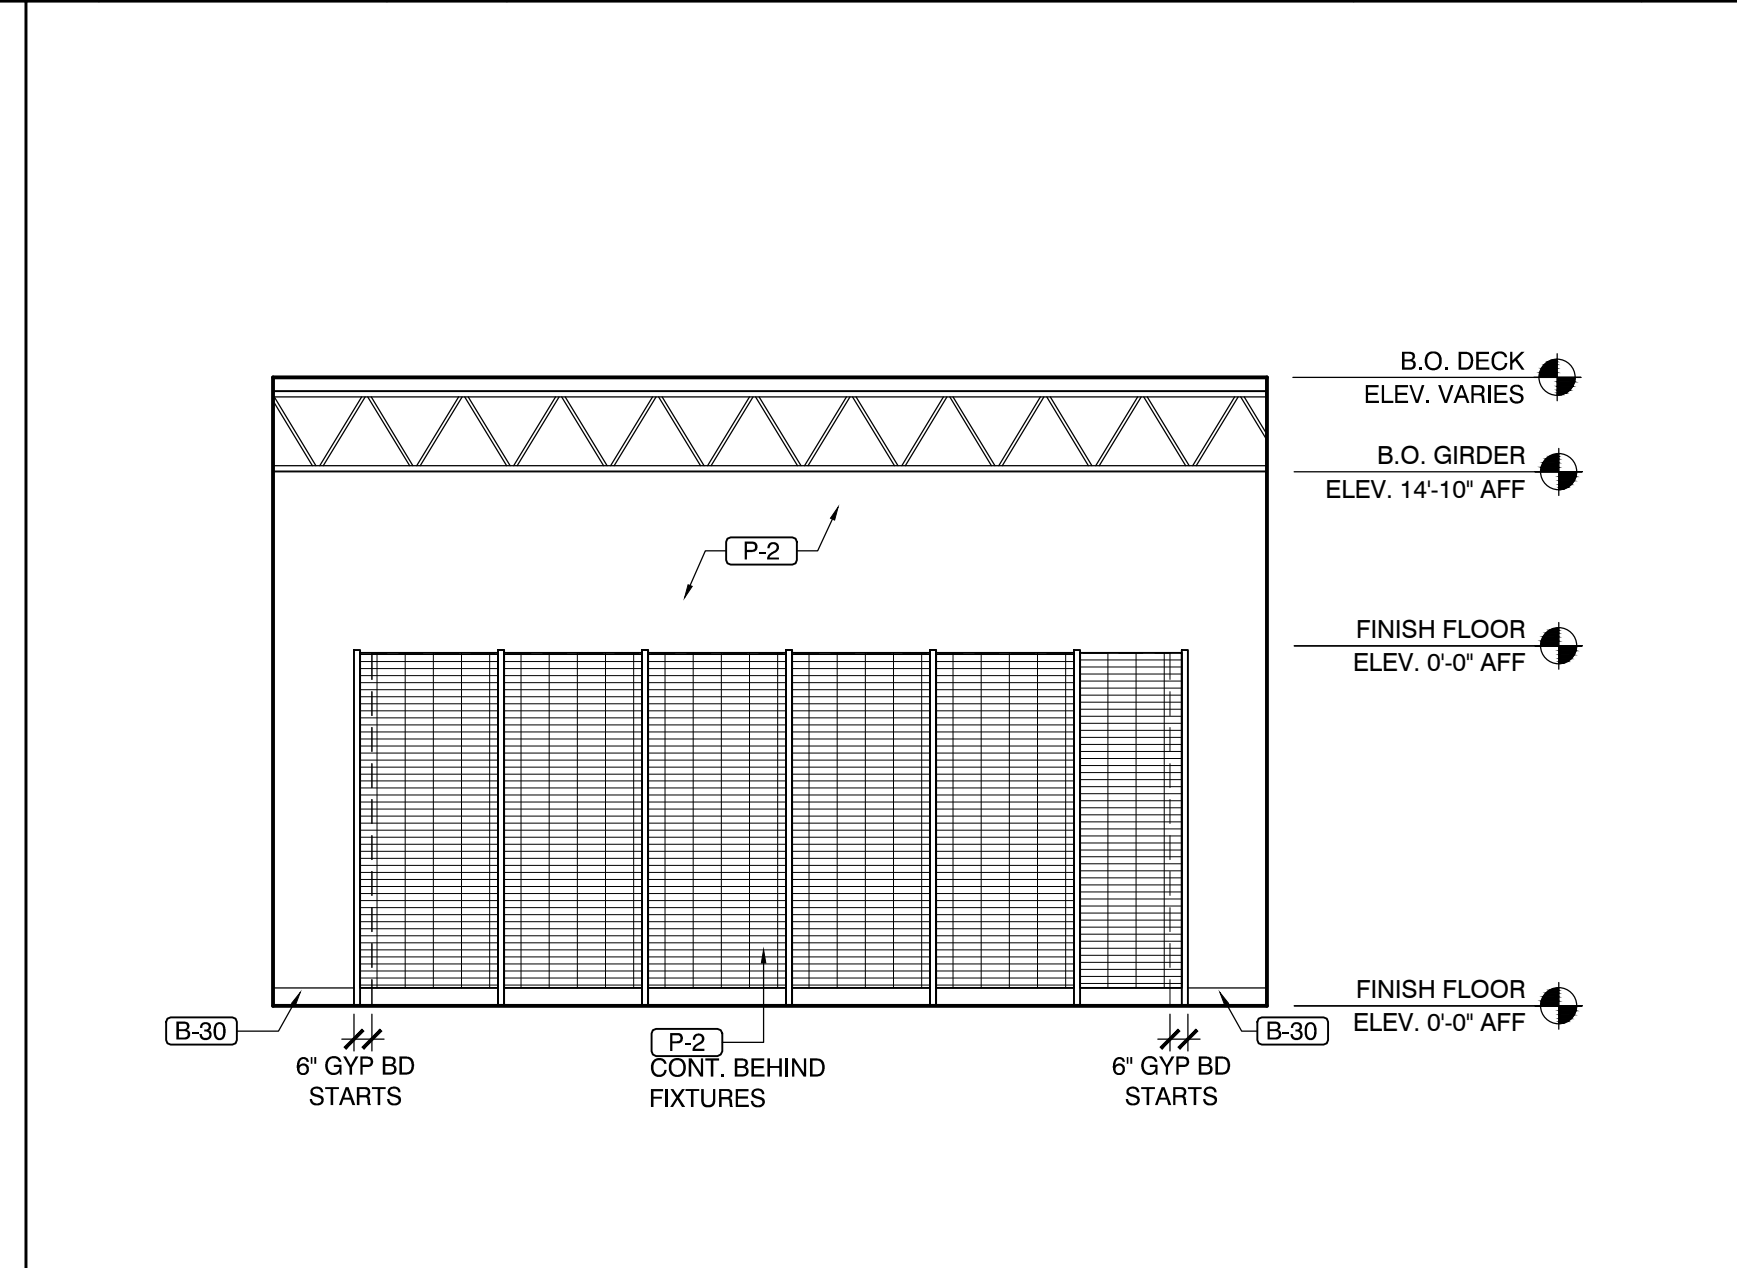 B.O. DECK
ELEV. VARIES
B.O. GIRDER
ELEV. 14'-10" AFF
P-2
FINISH FLOOR
ELEV. 0'-0" AFF
FINISH FLOOR
ELEV. 0'-0" AFF
B-30
P-2
B-30
6" GYP BD
STARTS
CONT. BEHIND
FIXTURES
6" GYP BD
STARTS